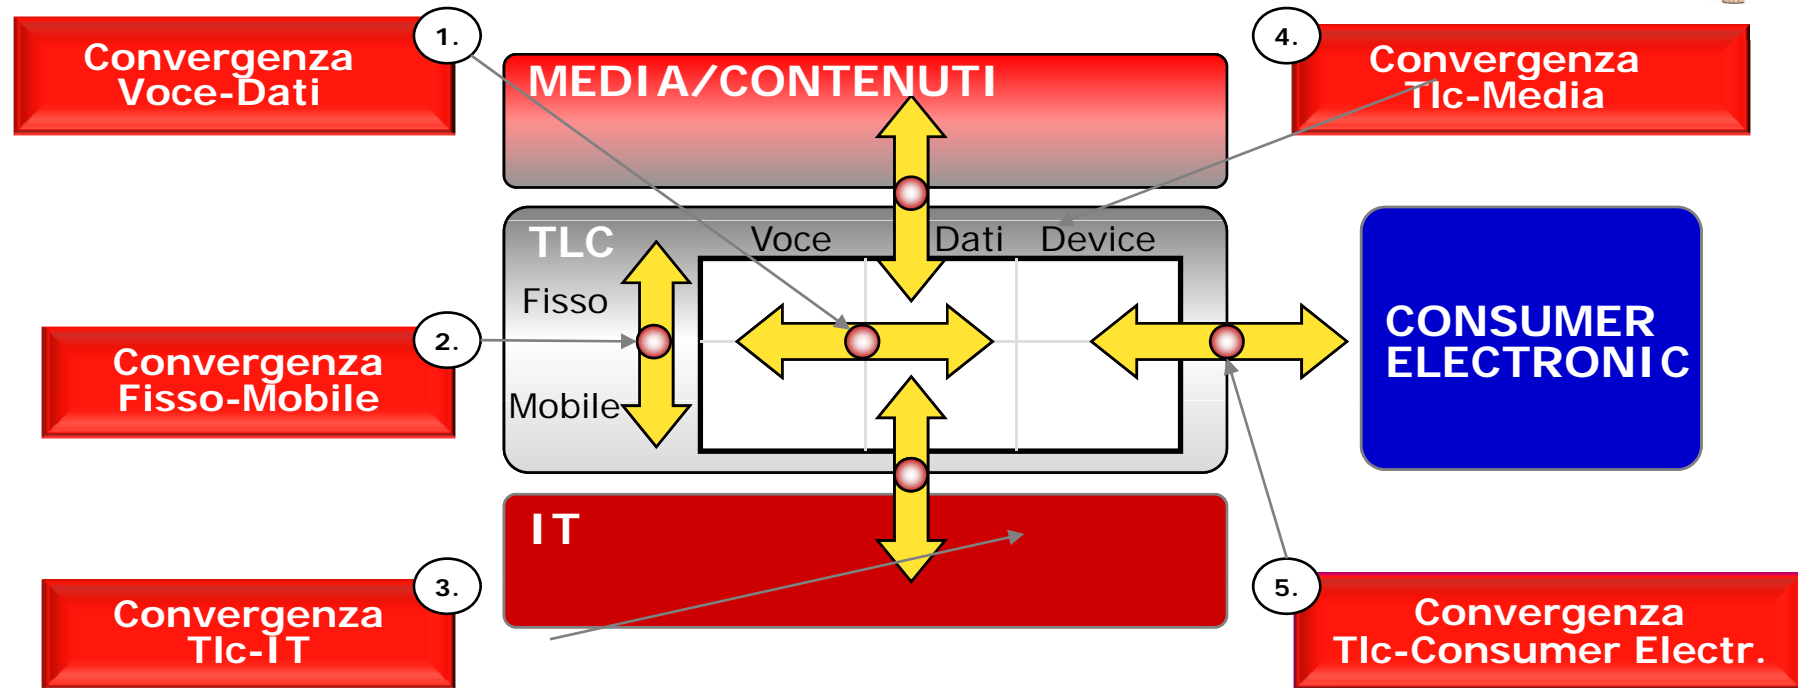 1.
Convergenza
Voce-Dati
4.
Convergenza
Tlc-Media
MEDIA/CONTENUTI
TLC
Voce
Dati
Device
Fisso
Mobile
2.
Convergenza
Fisso-Mobile
CONSUMER
ELECTRONIC
IT
3.
Convergenza
Tlc-IT
5.
Convergenza
Tlc-Consumer Electr.